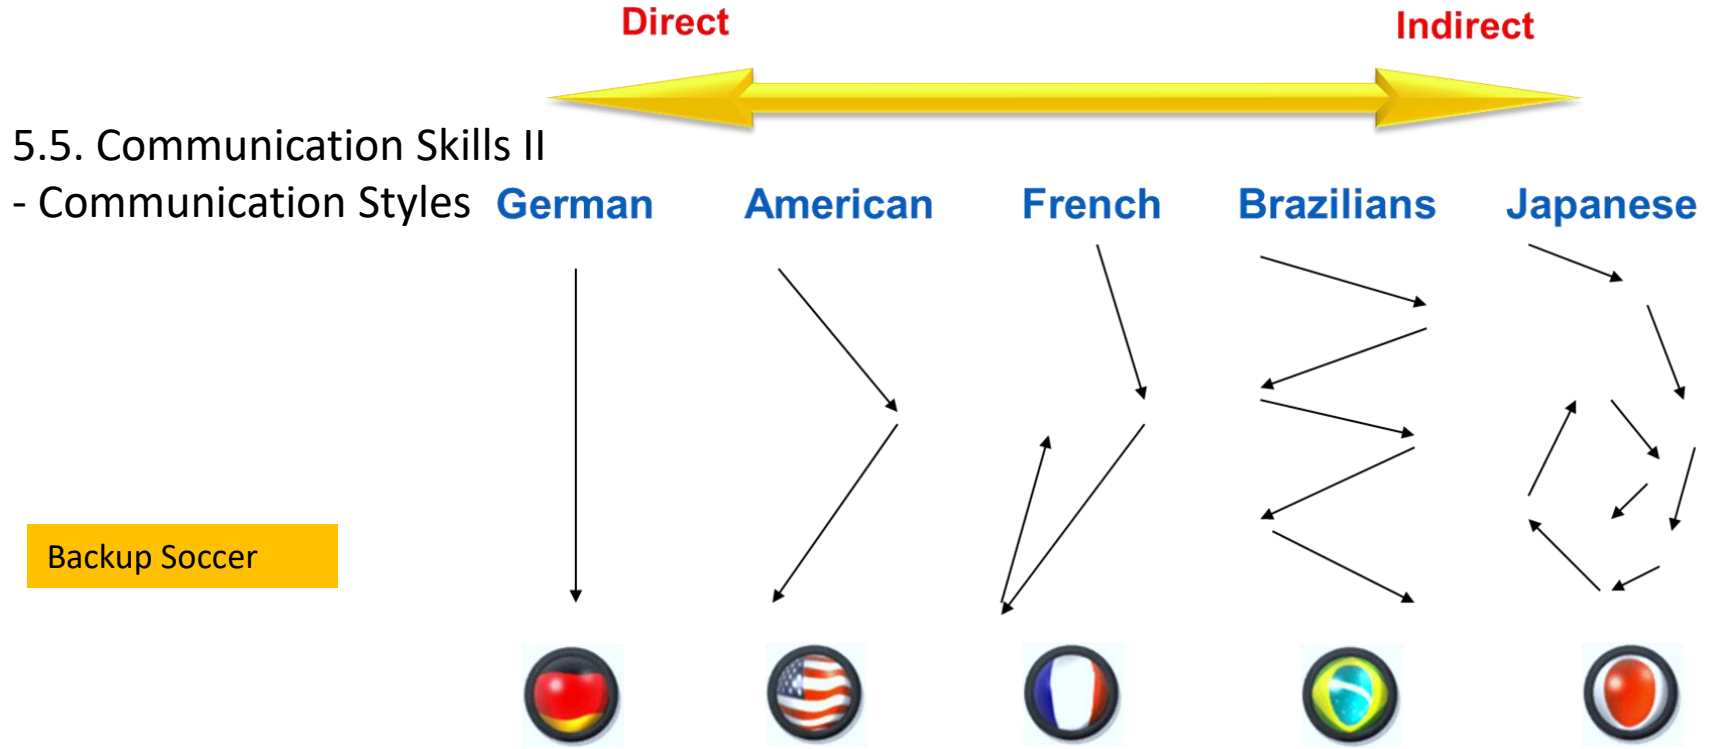 Direct
Indirect
5.5. Communication Skills II
- Communication Styles
German
American
French
Brazilians
Japanese
Backup Soccer